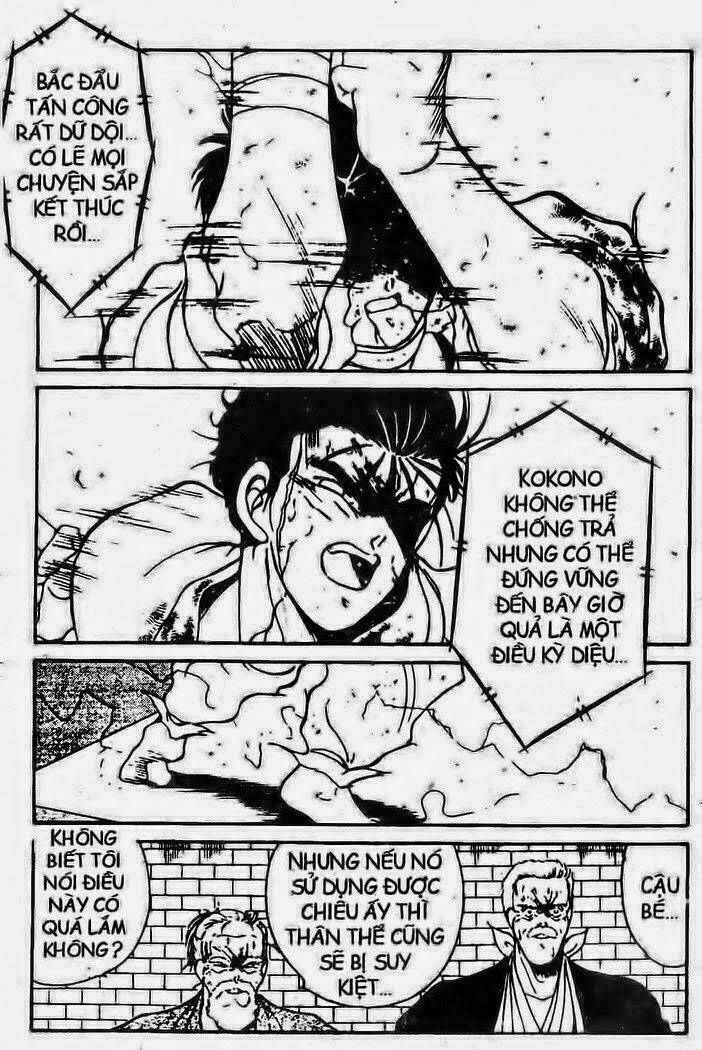 BẮC ĐẨU
TẤN CÔNG
RẤT DỮ DỘI...
CÓ LẼ MỌI
CHUYỆN SẮP
KẾT THÚC
RỒI...
KOKONO
KHÔNG THỂ
CHỐNG TRẢ
NHƯNG CÓ THỂ
ĐỨNG VỮNG
ĐẾN BÂY GIỜ
QUẢ LÀ MỘT
ĐIỀU KỲ DIỆU...
KHÔNG
BIẾT TÔI
NÓI ĐIỀU
NÀY CÓ
QUÁ LẮM
KHÔNG?
NHƯNG NẾU NÓ
SỬ DỤNG ĐƯỢC
CHIÊU ẤY THÌ
THÂN THỂ CŨNG
SẼ BỊ SUY
KIỆT...
CẬU
BÉ...